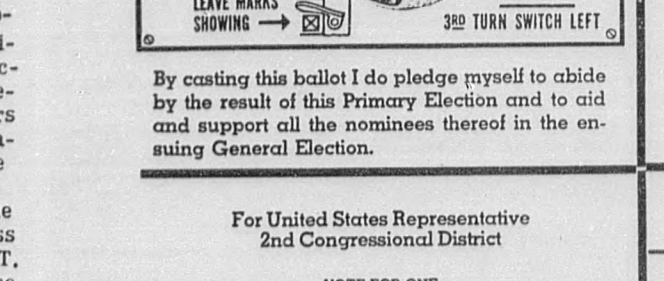 LEAVE MARKS
SHOWING
3RD TURN SWITCH LEFT
By casting this ballot I do pledge myself to abide
by the result of this Primary Election and to aid
and support all the nominees thereof in the en-
suing General Election.
For United States Representative
2nd Congressional District